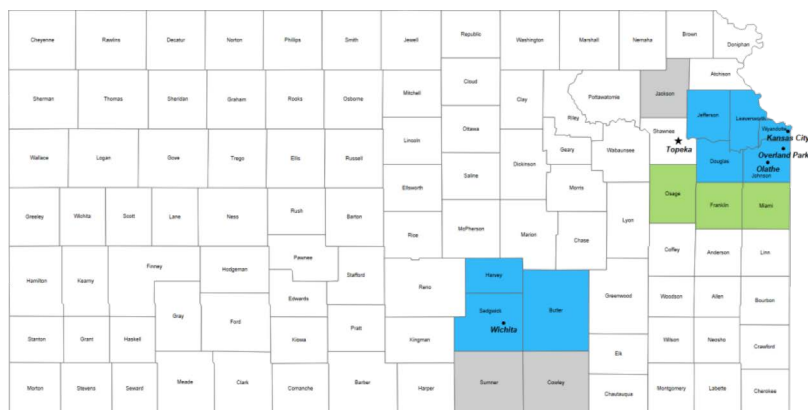 Cheyenne
Rawlins
Decatur
Norton
Phillips
Smith
Jewell
Republic
Washington
Marshall
Nemaha
Brown
Doniphan
Sherman
Thomas
Sheridan
Graham
Rooks
Osborne
Mitchell
Cloud
Clay
Riley
Pottawatomie
Jackson
Atchison
Jefferson
Leavenworth
Wyandotte
Kansas City
Wallace
Logan
Gove
Trego
Ellis
Russell
Lincoln
Ottawa
Saline
Dickinson
Geary
Wabaunsee
Shawnee
Topeka
Douglas
Johnson
Overland Park
Olathe
Ellsworth
Morris
Osage
Franklin
Miami
Greeley
Wichita
Scott
Lane
Ness
Rush
Barton
Rice
McPherson
Marion
Chase
Lyon
Coffey
Anderson
Linn
Hamilton
Kearny
Finney
Hodgeman
Pawnee
Stafford
Reno
Harvey
Edwards
Gray
Ford
Kiowa
Pratt
Kingman
Sedgwick
Wichita
Butler
Greenwood
Woodson
Allen
Bourbon
Stanton
Grant
Haskell
Wilson
Neosho
Crawford
Elk
Morton
Stevens
Seward
Meade
Clark
Comanche
Barber
Harper
Sumner
Cowley
Chautauqua
Montgomery
Labette
Cherokee